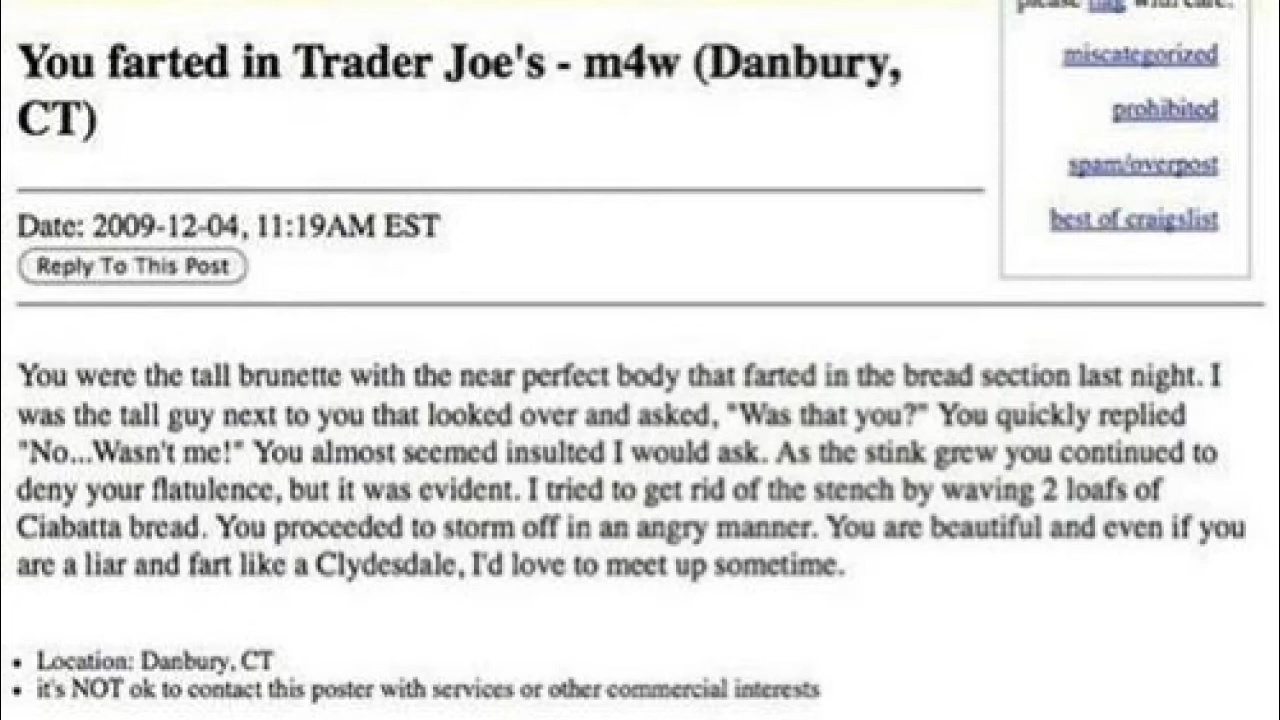 please flag with care:
You farted in Trader Joe's - m4w (Danbury,
CT)
miscategorized
prohibited
spam/overpost
best of craigslist
Date: 2009-12-04, 11:19AM EST
Reply To This Post
You were the tall brunette with the near perfect body that farted in the bread section last night. I
was the tall guy next to you that looked over and asked, "Was that you?" You quickly replied
"No...Wasn't me!" You almost seemed insulted I would ask. As the stink grew you continued to
deny your flatulence, but it was evident. I tried to get rid of the stench by waving 2 loafs of
Ciabatta bread. You proceeded to storm off in an angry manner. You are beautiful and even if you
are a liar and fart like a Clydesdale, I'd love to meet up sometime.
• Location: Danbury, CT
• it's NOT ok to contact this poster with services or other commercial interests